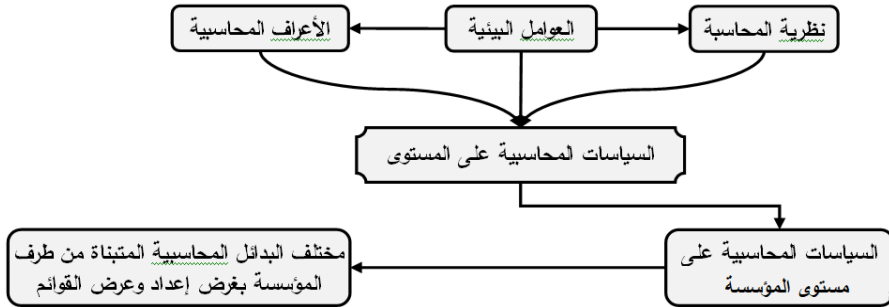 نظرية المحاسبة
العوامل البيئية
الأعراف المحاسبية
السياسات المحاسبية على المستوى
السياسات المحاسبية على
مستوى المؤسسة
مختلف البدائل المحاسبية المتبناة من طرف
المؤسسة بغرض إعداد وعرض القوائم